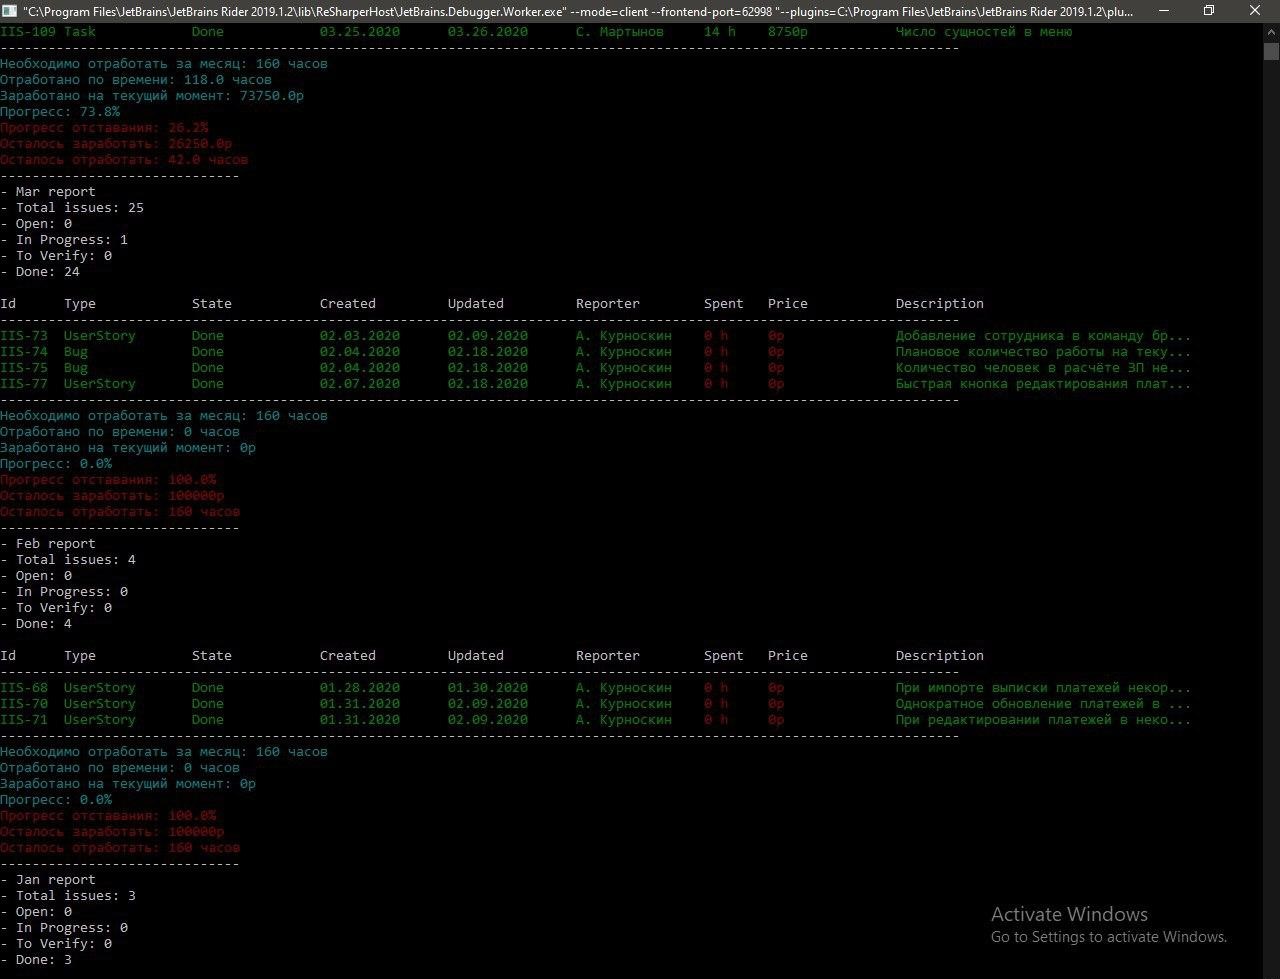 "C:\Program Files\JetBrains\JetBrains Rider 2019.1.2\lib\ReSharperHost\JetBrains.Debugger.Worker.exe" --mode=client --frontend-port=62998 "--plugins=C:\Program Files\JetBrains\JetBrains Rider 2019.1.2\plu...
IIS-109 Task Done 03.25.2020 03.26.2020 С. Мартынов 14 h 8750р Число сущностей в меню
------------------------------------------------------------------------------------------------------------------------
Необходимо отработать за месяц: 160 часов
Отработано по времени: 118.0 часов
Заработано на текущий момент: 73750.0р
Прогресс: 73.8%
Прогресс отставания: 26.2%
Осталось заработать: 26250.0р
Осталось отработать: 42.0 часов
------------------------------
- Mar report
- Total issues: 25
- Open: 0
- In Progress: 1
- To Verify: 0
- Done: 24
Id Type State Created Updated Reporter Spent Price Description
------------------------------------------------------------------------------------------------------------------------
IIS-73 UserStory Done 02.03.2020 02.09.2020 А. Курноскин 0 h 0р Добавление сотрудника в команду бр...
IIS-74 Bug Done 02.04.2020 02.18.2020 А. Курноскин 0 h 0р Плановое количество работы на теку...
IIS-75 Bug Done 02.04.2020 02.18.2020 А. Курноскин 0 h 0р Количество человек в расчёте ЗП не...
IIS-77 UserStory Done 02.07.2020 02.18.2020 А. Курноскин 0 h 0р Быстрая кнопка редактирования плат...
------------------------------------------------------------------------------------------------------------------------
Необходимо отработать за месяц: 160 часов
Отработано по времени: 0 часов
Заработано на текущий момент: 0р
Прогресс: 0.0%
Прогресс отставания: 100.0%
Осталось заработать: 100000р
Осталось отработать: 160 часов
------------------------------
- Feb report
- Total issues: 4
- Open: 0
- In Progress: 0
- To Verify: 0
- Done: 4
Id Type State Created Updated Reporter Spent Price Description
------------------------------------------------------------------------------------------------------------------------
IIS-68 UserStory Done 01.28.2020 01.30.2020 А. Курноскин 0 h 0р При импорте выписки платежей некор...
IIS-70 UserStory Done 01.31.2020 02.09.2020 А. Курноскин 0 h 0р Однократное обновление платежей в ...
IIS-71 UserStory Done 01.31.2020 02.09.2020 А. Курноскин 0 h 0р При редактировании платежей в неко...
------------------------------------------------------------------------------------------------------------------------
Необходимо отработать за месяц: 160 часов
Отработано по времени: 0 часов
Заработано на текущий момент: 0р
Прогресс: 0.0%
Прогресс отставания: 100.0%
Осталось заработать: 100000р
Осталось отработать: 160 часов
------------------------------
- Jan report
- Total issues: 3
- Open: 0
- In Progress: 0
- To Verify: 0
- Done: 3
Activate Windows
Go to Settings to activate Windows.